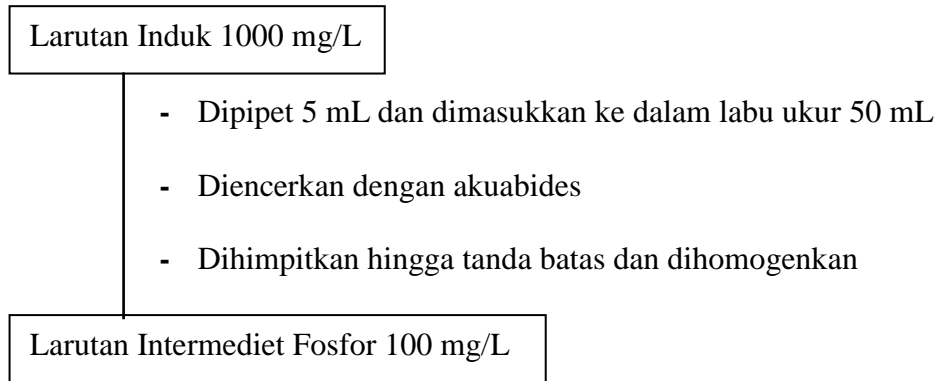 Larutan Induk 1000 mg/L
- Dipipet 5 mL dan dimasukkan ke dalam labu ukur 50 mL
- Diencerkan dengan akuabides
- Dihimpitkan hingga tanda batas dan dihomogenkan
Larutan Intermediet Fosfor 100 mg/L